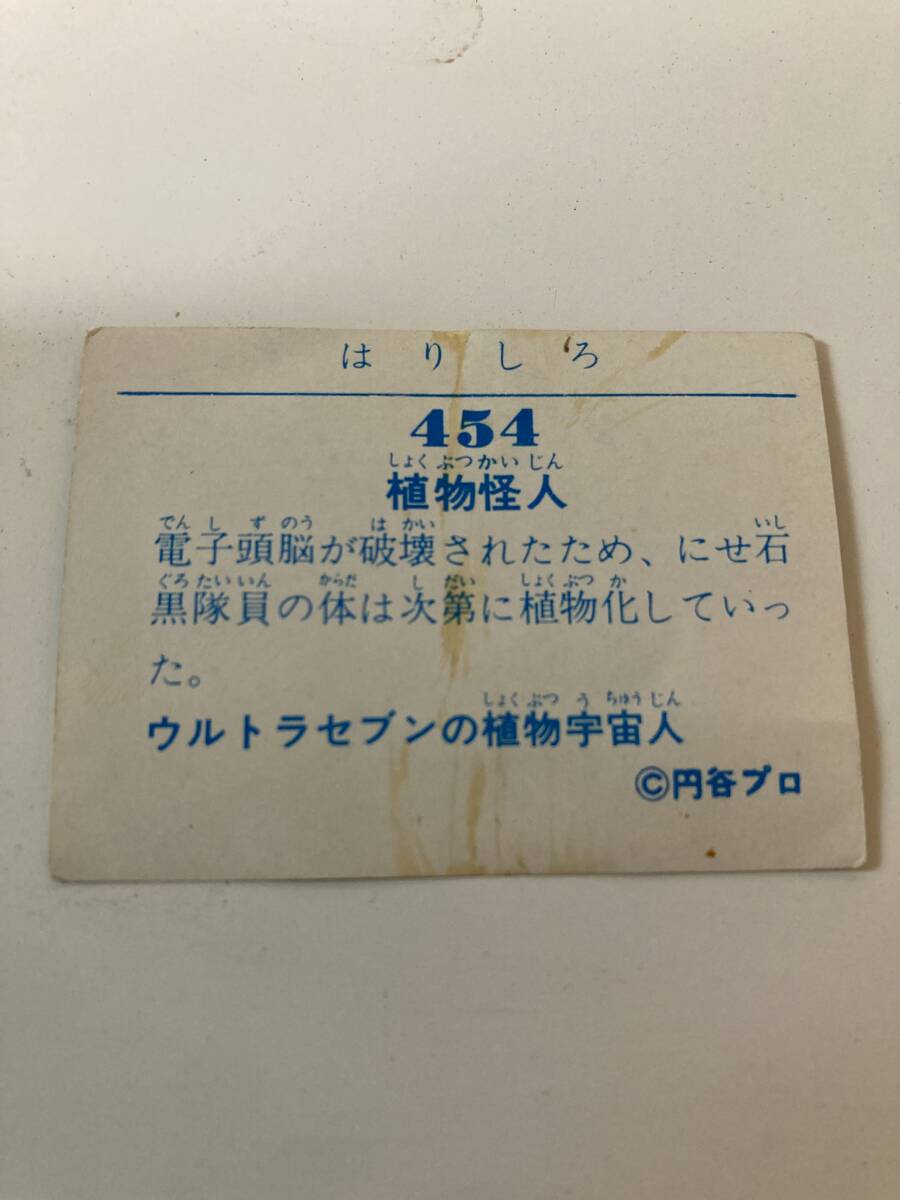 はりしろ
454
しょくぶつかいじん
植物怪人
でんしずのう はかい いし
電子頭脳が破壊されたため、にせ石
ぐろたいいん からだ しだい しょくぶつか
黒隊員の体は次第に植物化していっ
た。
しょくぶつうちゅうじん
ウルトラセブンの植物宇宙人
©円谷プロ